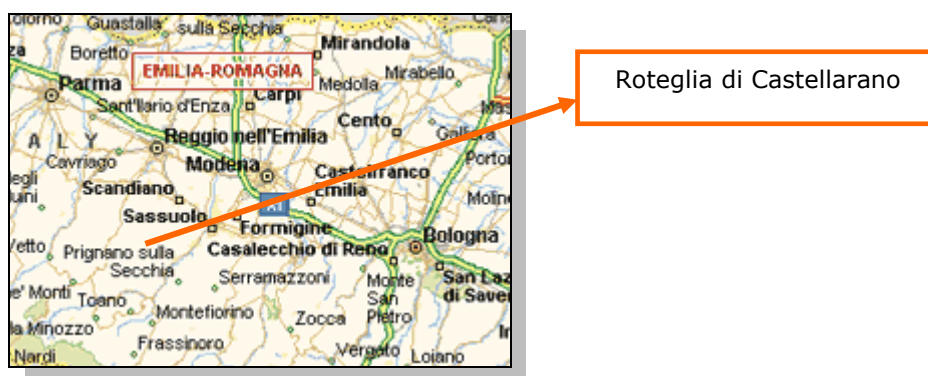 Guastalla
sulla Secchia
Mirandola
Boretto
EMILIA-ROMAGNA
Medolla
Mirabello
Parma
Sant'Ilario d'Enza
Carpi
Cento
A L Y
Reggio nell'Emilia
Cavriago
Modena
Castelfranco
Emilia
Scandiano
Sassuolo
Formigine
Bologna
Prignano sulla
Secchia
Casalecchio di Reno
Serramazzoni
Monte
San
Pietro
San Laz
di Save
Toano
Montefiorino
Zocca
Frassinoro
Vergato
Loiano
Nardi
Roteglia di Castellarano